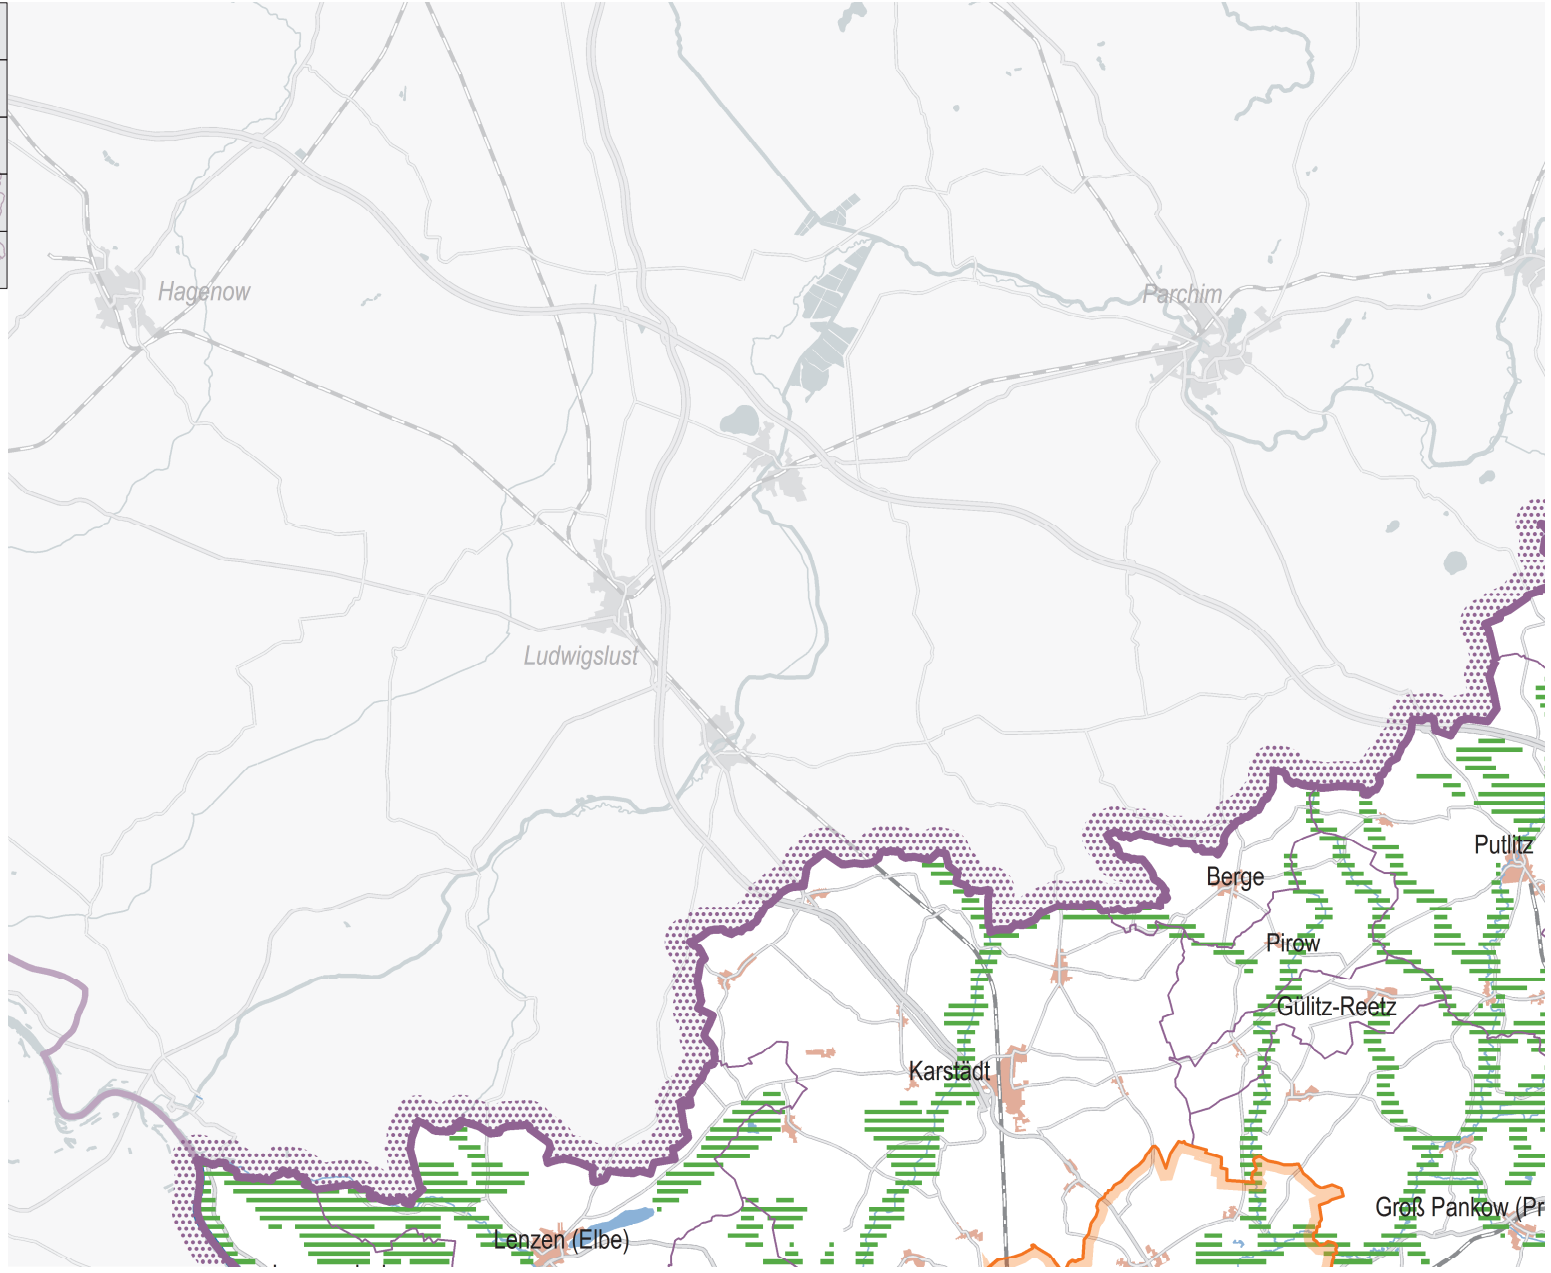 Hagenow
Parchim
Ludwigslust
Putlitz
Berge
Pirow
Gülitz-Reetz
Karstädt
Groß Pankow (Pr
Lenzen (Elbe)